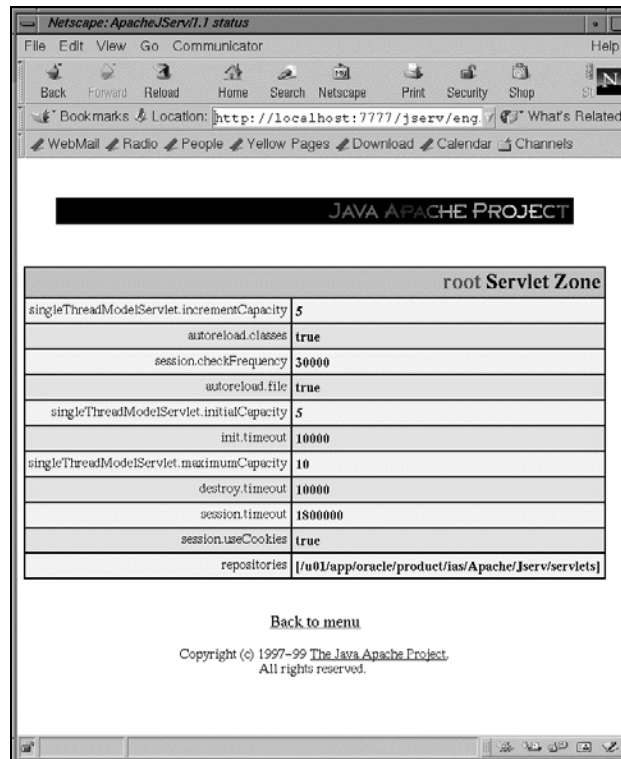 Netscape: ApacheJServ/1.1 status
File Edit View Go Communicator Help
Back Forward Reload Home Search Netscape Print Security Shop
Bookmarks Location: http://localhost:7777/jserv/eng. What's Related
WebMail Radio People Yellow Pages Download Calendar Channels
JAVA APACHE PROJECT
root Servlet Zone
singleThreadModelServlet.incrementCapacity 5
autoreload.classes true
session.checkFrequency 30000
autoreload.file true
singleThreadModelServlet.initialCapacity 5
init.timeout 10000
singleThreadModelServlet.maximumCapacity 10
destroy.timeout 10000
session.timeout 1800000
session.useCookies true
repositories [/u01/app/oracle/product/ias/Apache/Jserv/servlets]
Back to menu
Copyright (c) 1997-99 The Java Apache Project.
All rights reserved.